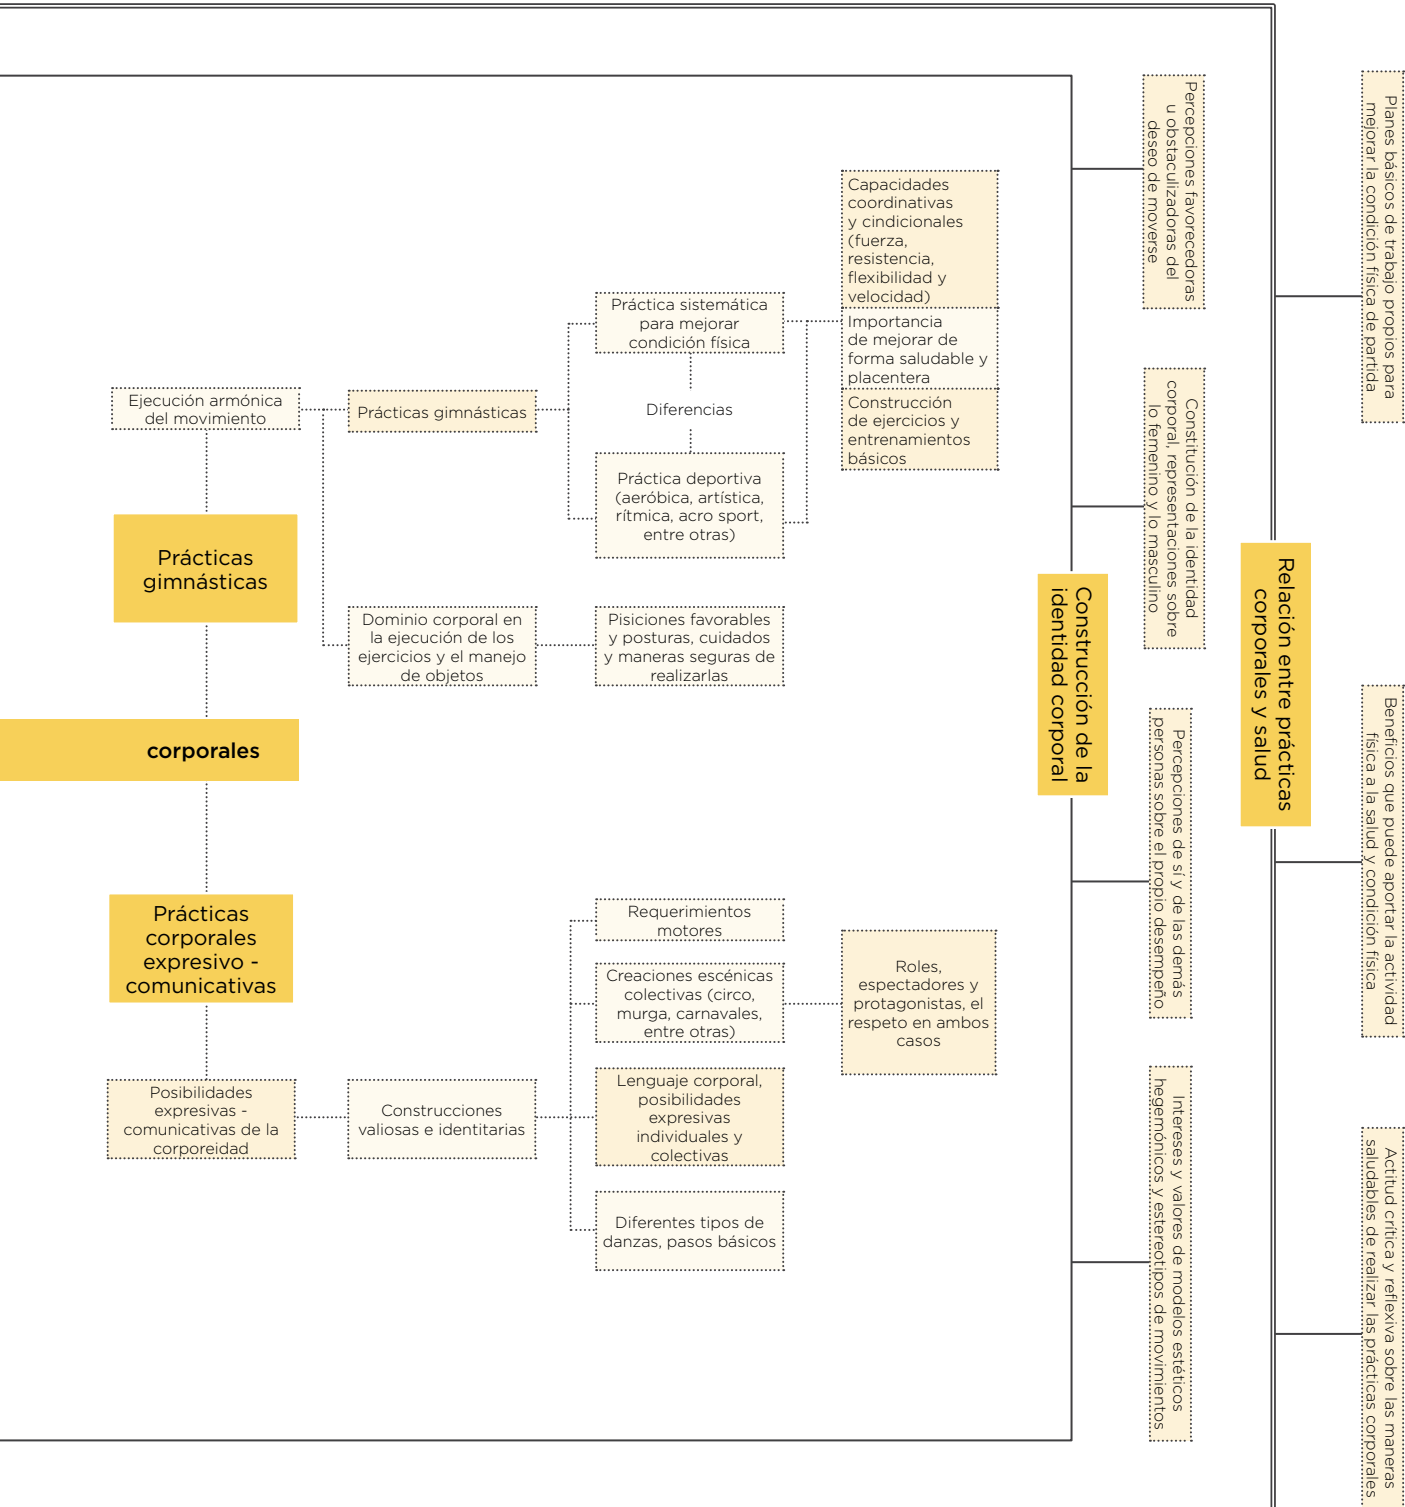 Ejecución armónica
del movimiento
Prácticas gimnásticas
Práctica sistemática
para mejorar
condición física
Diferencias
Práctica deportiva
(aeróbica, artística,
rítmica, acro sport,
entre otras)
Capacidades
coordinativas
y cindicionales
(fuerza,
resistencia,
flexibilidad y
velocidad)
Importancia
de mejorar de
forma saludable y
placentera
Construcción
de ejercicios y
entrenamientos
básicos
Prácticas
gimnásticas
Dominio corporal en
la ejecución de los
ejercicios y el manejo
de objetos
Pisiciones favorables
y posturas, cuidados
y maneras seguras de
realizarlas
corporales
Prácticas
corporales
expresivo -
comunicativas
Posibilidades
expresivas -
comunicativas de la
corporeidad
Construcciones
valiosas e identitarias
Requerimientos
motores
Creaciones escénicas
colectivas (circo,
murga, carnavales,
entre otras)
Lenguaje corporal,
posibilidades
expresivas
individuales y
colectivas
Diferentes tipos de
danzas, pasos básicos
Roles,
espectadores y
protagonistas, el
respeto en ambos
casos
Construcción de la
identidad corporal
Percepciones favorecedoras
u obstaculizadoras del
deseo de moverse
Constitución de la identidad
corporal, representaciones sobre
lo femenino y lo masculino
Percepciones de sí y de las demás
personas sobre el propio desempeño
Intereses y valores de modelos estéticos
hegemónicos y estereotipos de movimientos
Relación entre prácticas
corporales y salud
Planes básicos de trabajo propios para
mejorar la condición física de partida
Beneficios que puede aportar la actividad
física a la salud y condición física
Actitud crítica y reflexiva sobre las maneras
saludables de realizar las prácticas corporales